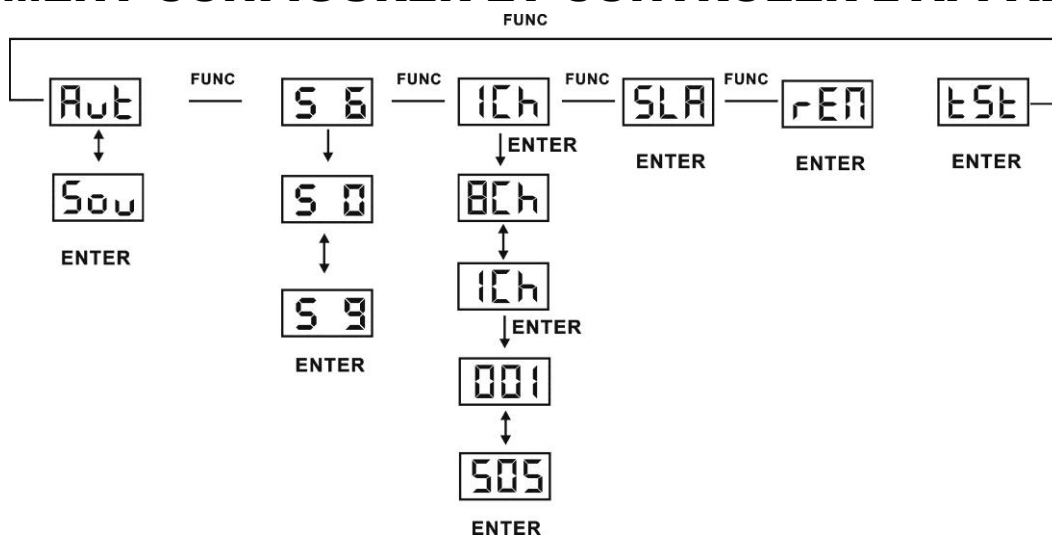 FUNC
Aut FUNC S 6 FUNC 1Ch FUNC SLA FUNC rEM tSt
ENTER
ENTER ENTER ENTER
Sou S 0 8Ch
ENTER
S 9 1Ch
ENTER
ENTER
001
505
ENTER